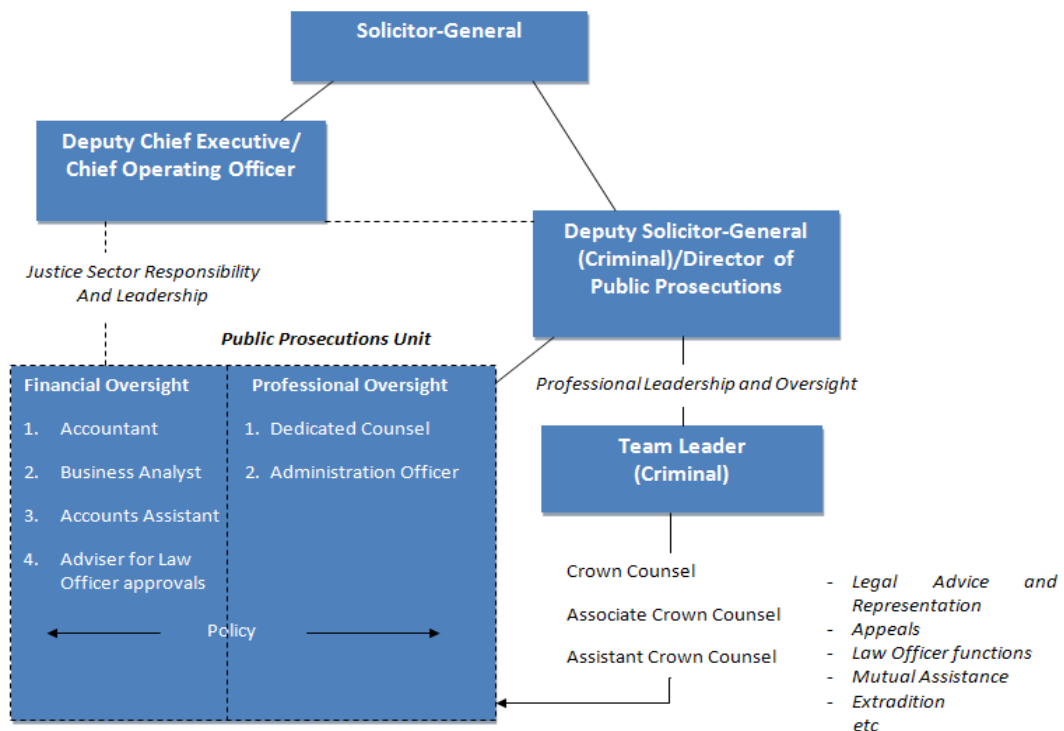 Solicitor-General
Deputy Chief Executive/
Chief Operating Officer
Deputy Solicitor-General
(Criminal)/Director of
Public Prosecutions
Justice Sector Responsibility
And Leadership
Public Prosecutions Unit
Financial Oversight
1. Accountant
2. Business Analyst
3. Accounts Assistant
4. Adviser for Law
Officer approvals
Professional Oversight
1. Dedicated Counsel
2. Administration Officer
Policy
Professional Leadership and Oversight
Team Leader
(Criminal)
Crown Counsel
Associate Crown Counsel
Assistant Crown Counsel
- Legal Advice and
Representation
- Appeals
- Law Officer functions
- Mutual Assistance
- Extradition
etc